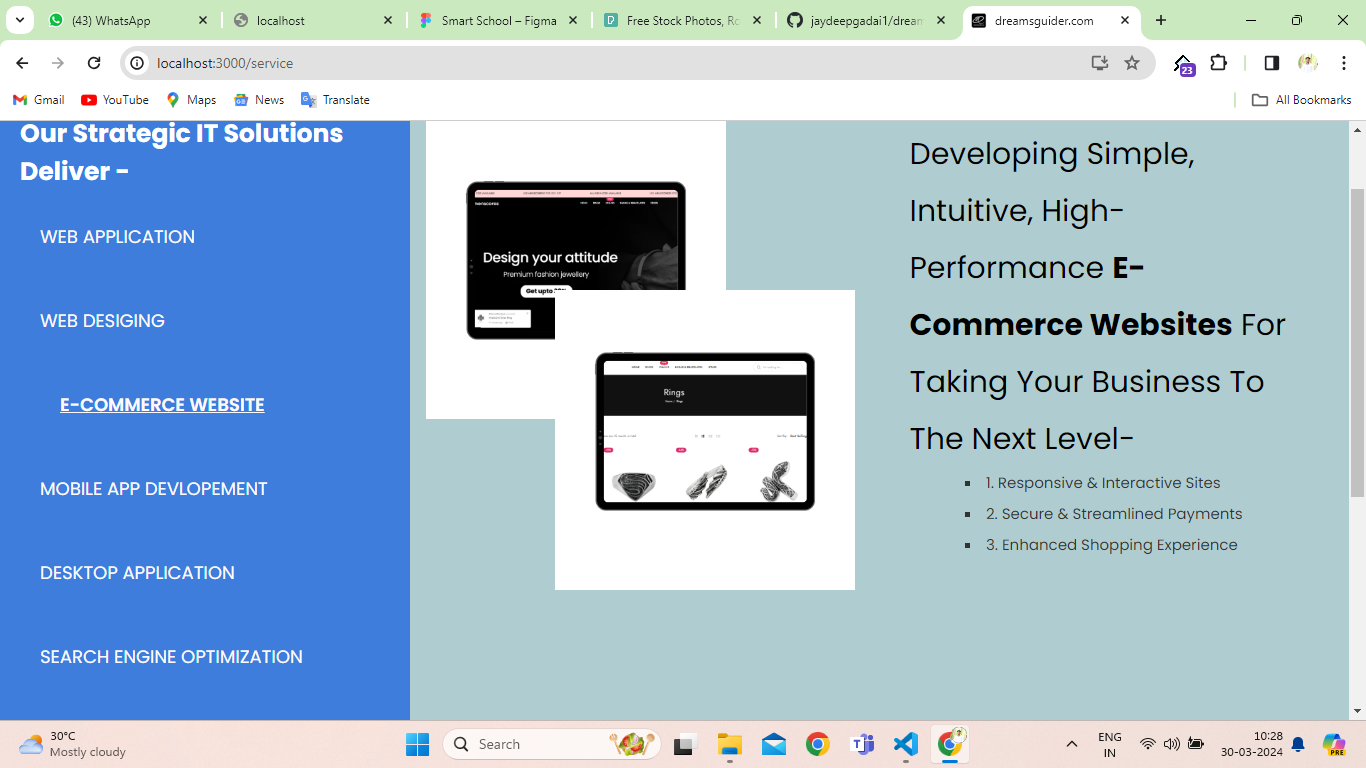 (43) WhatsApp
localhost
Smart School – Figma
Free Stock Photos, Ro
jaydeepgadai1/dream
dreamsguider.com
localhost:3000/service
23
Gmail
YouTube
Maps
News
Translate
All Bookmarks
Our Strategic IT Solutions
Deliver -
WEB APPLICATION
WEB DESIGING
E-COMMERCE WEBSITE
MOBILE APP DEVLOPEMENT
DESKTOP APPLICATION
SEARCH ENGINE OPTIMIZATION
Design your attitude
Premium fashion jewellery
Get upto
Rings
Developing Simple,
Intuitive, High-
Performance E-
Commerce Websites For
Taking Your Business To
The Next Level-
1. Responsive & Interactive Sites
2. Secure & Streamlined Payments
3. Enhanced Shopping Experience
30°C
Mostly cloudy
Search
ENG
IN
10:28
30-03-2024
PRE